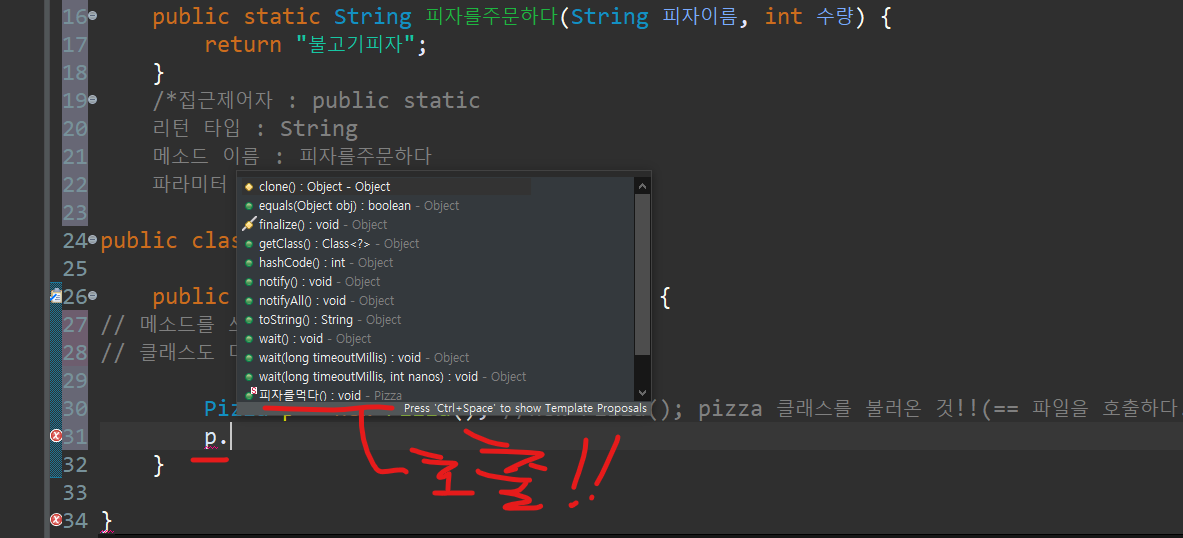 16 public static String 피자를주문하다(String 피자이름, int 수량) {
17 return "불고기피자";
18 }
19 /*접근제어자 : public static
20 리턴 타입 : String
21 메소드 이름 : 피자를주문하다
22 파라미터
23
24 public clas
25
26 public {
27 // 메소드를
28 // 클래스도
29
30 Pizz (); pizza 클래스를 불러온 것!!(== 파일을 호출하다
31 p.
32 }
33
34 }
clone() : Object - Object
equals(Object obj) : boolean - Object
finalize() : void - Object
getClass() : Class<?> - Object
hashCode() : int - Object
notify() : void - Object
notifyAll() : void - Object
toString() : String - Object
wait() : void - Object
wait(long timeoutMillis) : void - Object
wait(long timeoutMillis, int nanos) : void - Object
피자를먹다() : void - Pizza
Press 'Ctrl+Space' to show Template Proposals
호출!!